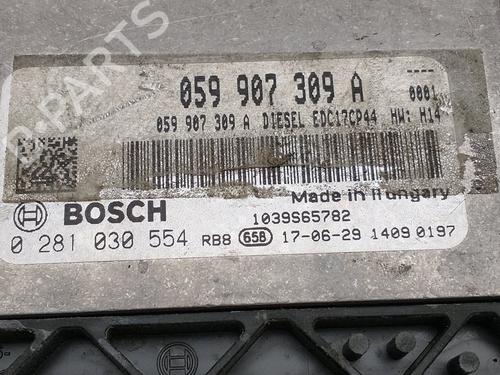 B-PARTS
059 907 309 A
----
0001
059 907 309 A DIESEL EDC17CP44 HW: H14
Made in Hungary
BOSCH
1039S65782
0 281 030 554 RB8 65B 17-06-29 1409 0197